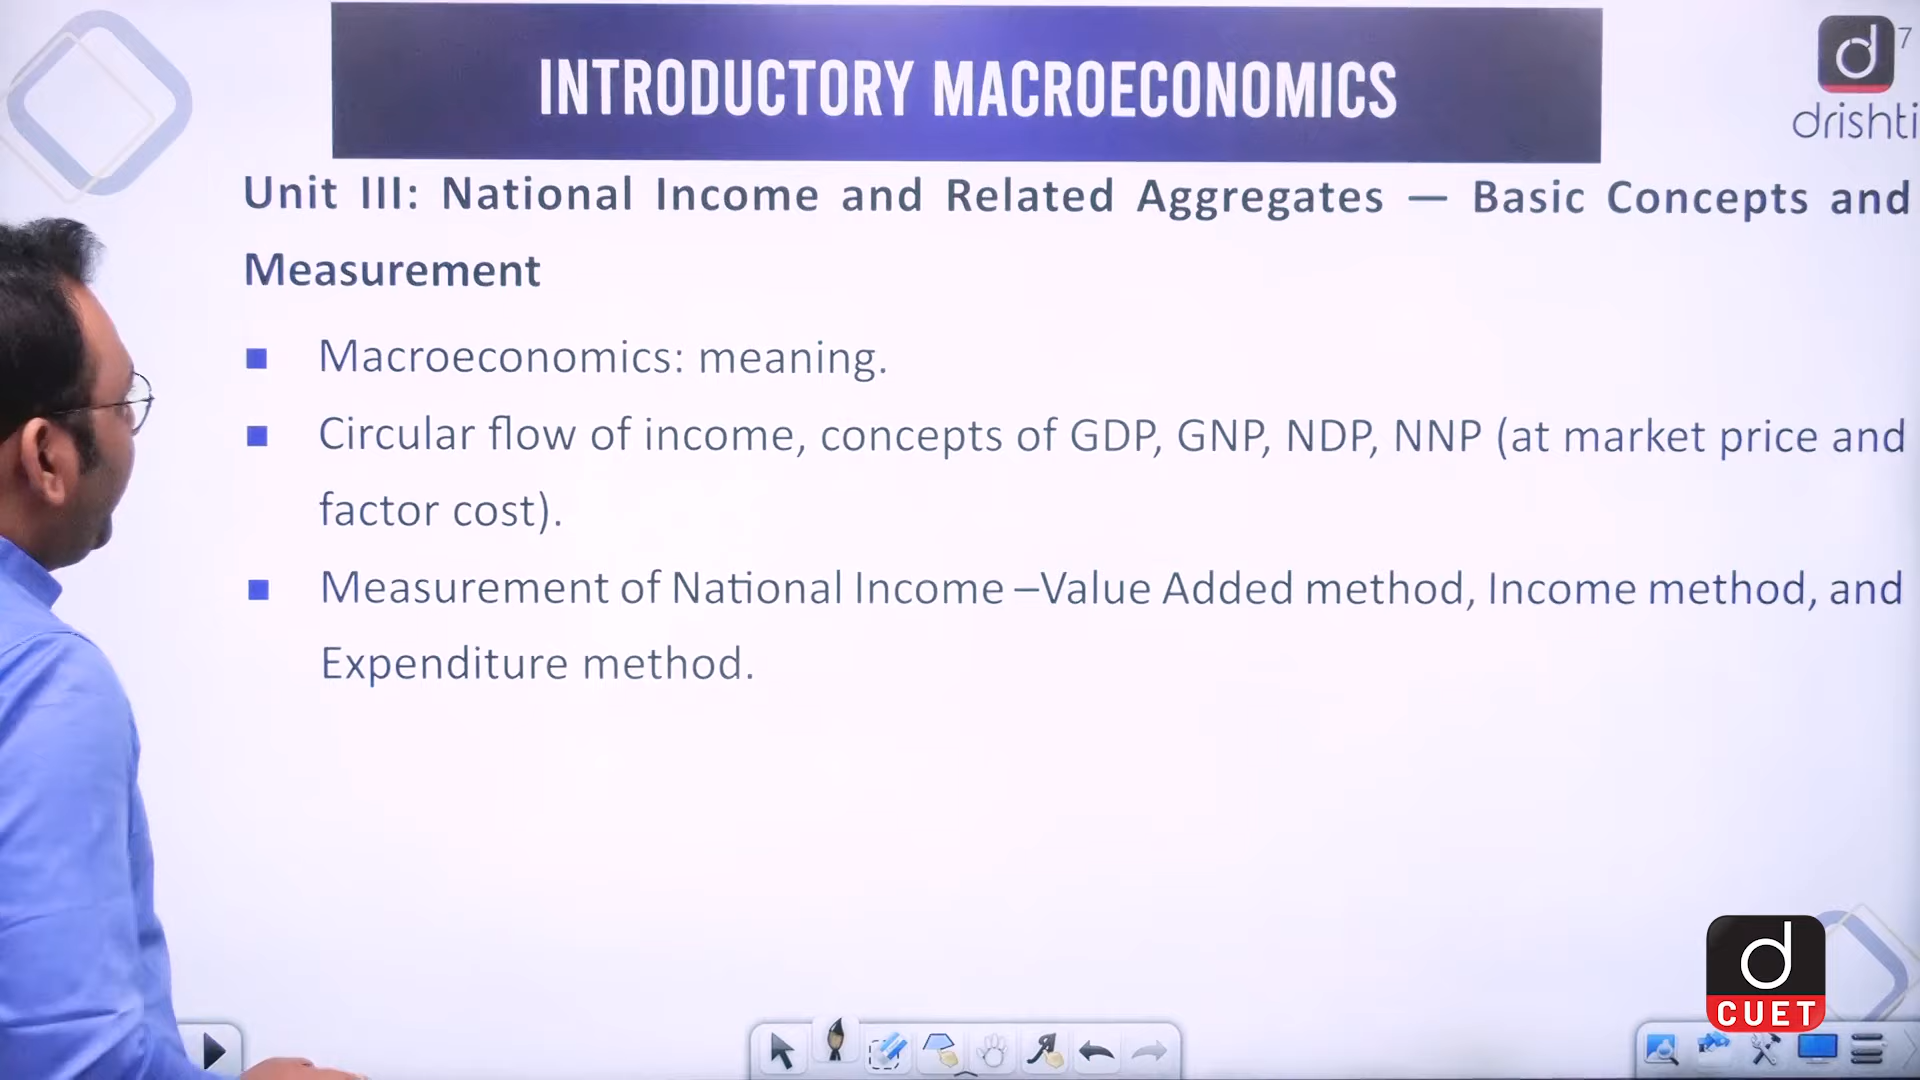 INTRODUCTORY MACROECONOMICS
7
drishti
Unit III: National Income and Related Aggregates — Basic Concepts and
Measurement
■ Macroeconomics: meaning.
■ Circular flow of income, concepts of GDP, GNP, NDP, NNP (at market price and
factor cost).
■ Measurement of National Income –Value Added method, Income method, and
Expenditure method.
d
CUET